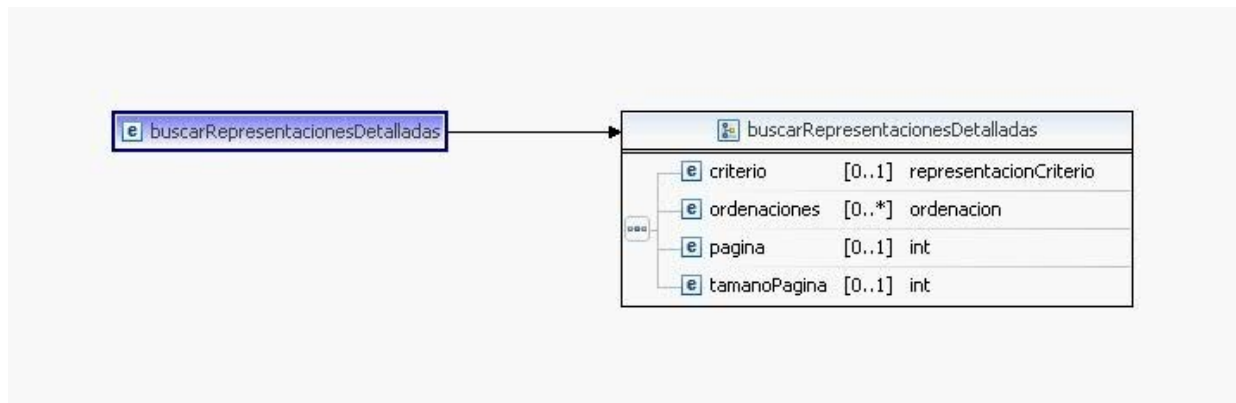 buscarRepresentacionesDetalladas
buscarRepresentacionesDetalladas
e criterio [0..1] representacionCriterio
e ordenaciones [0..*] ordenacion
e pagina [0..1] int
e tamanoPagina [0..1] int